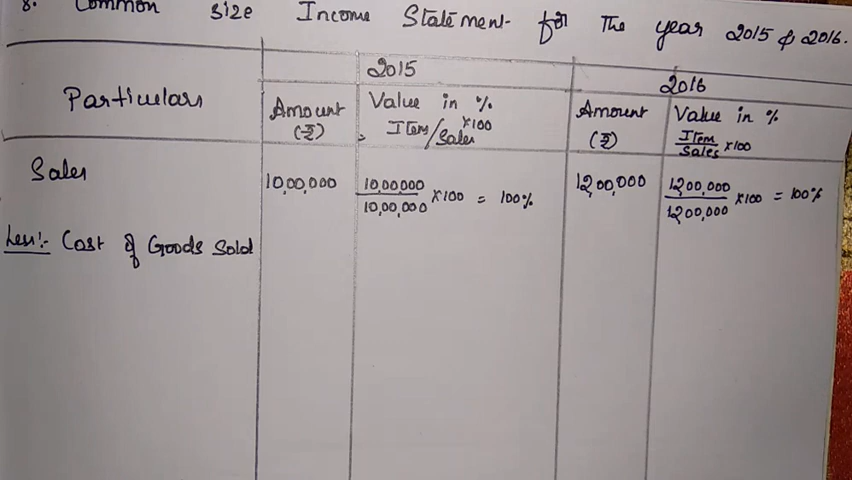 8. Common size Income Statement for the year 2015 & 2016.
2015 2016
Particulars Amount (₹) Value in % Item/Sales ×100 Amount (₹) Value in % Item/Sales ×100
Sales 10,00,000 10,00,000/10,00,000 ×100 = 100% 12,00,000 12,00,000/12,00,000 ×100 = 100%
Less:- Cost of Goods Sold